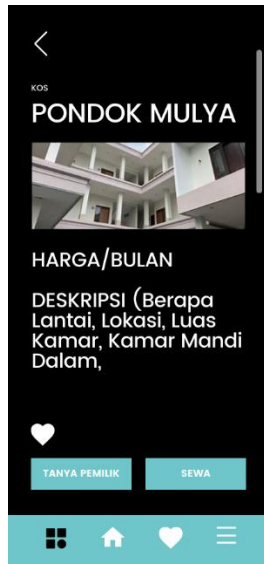 KOS
PONDOK MULYA
HARGA/BULAN
DESKRIPSI (Berapa
Lantai, Lokasi, Luas
Kamar, Kamar Mandi
Dalam,
TANYA PEMILIK
SEWA